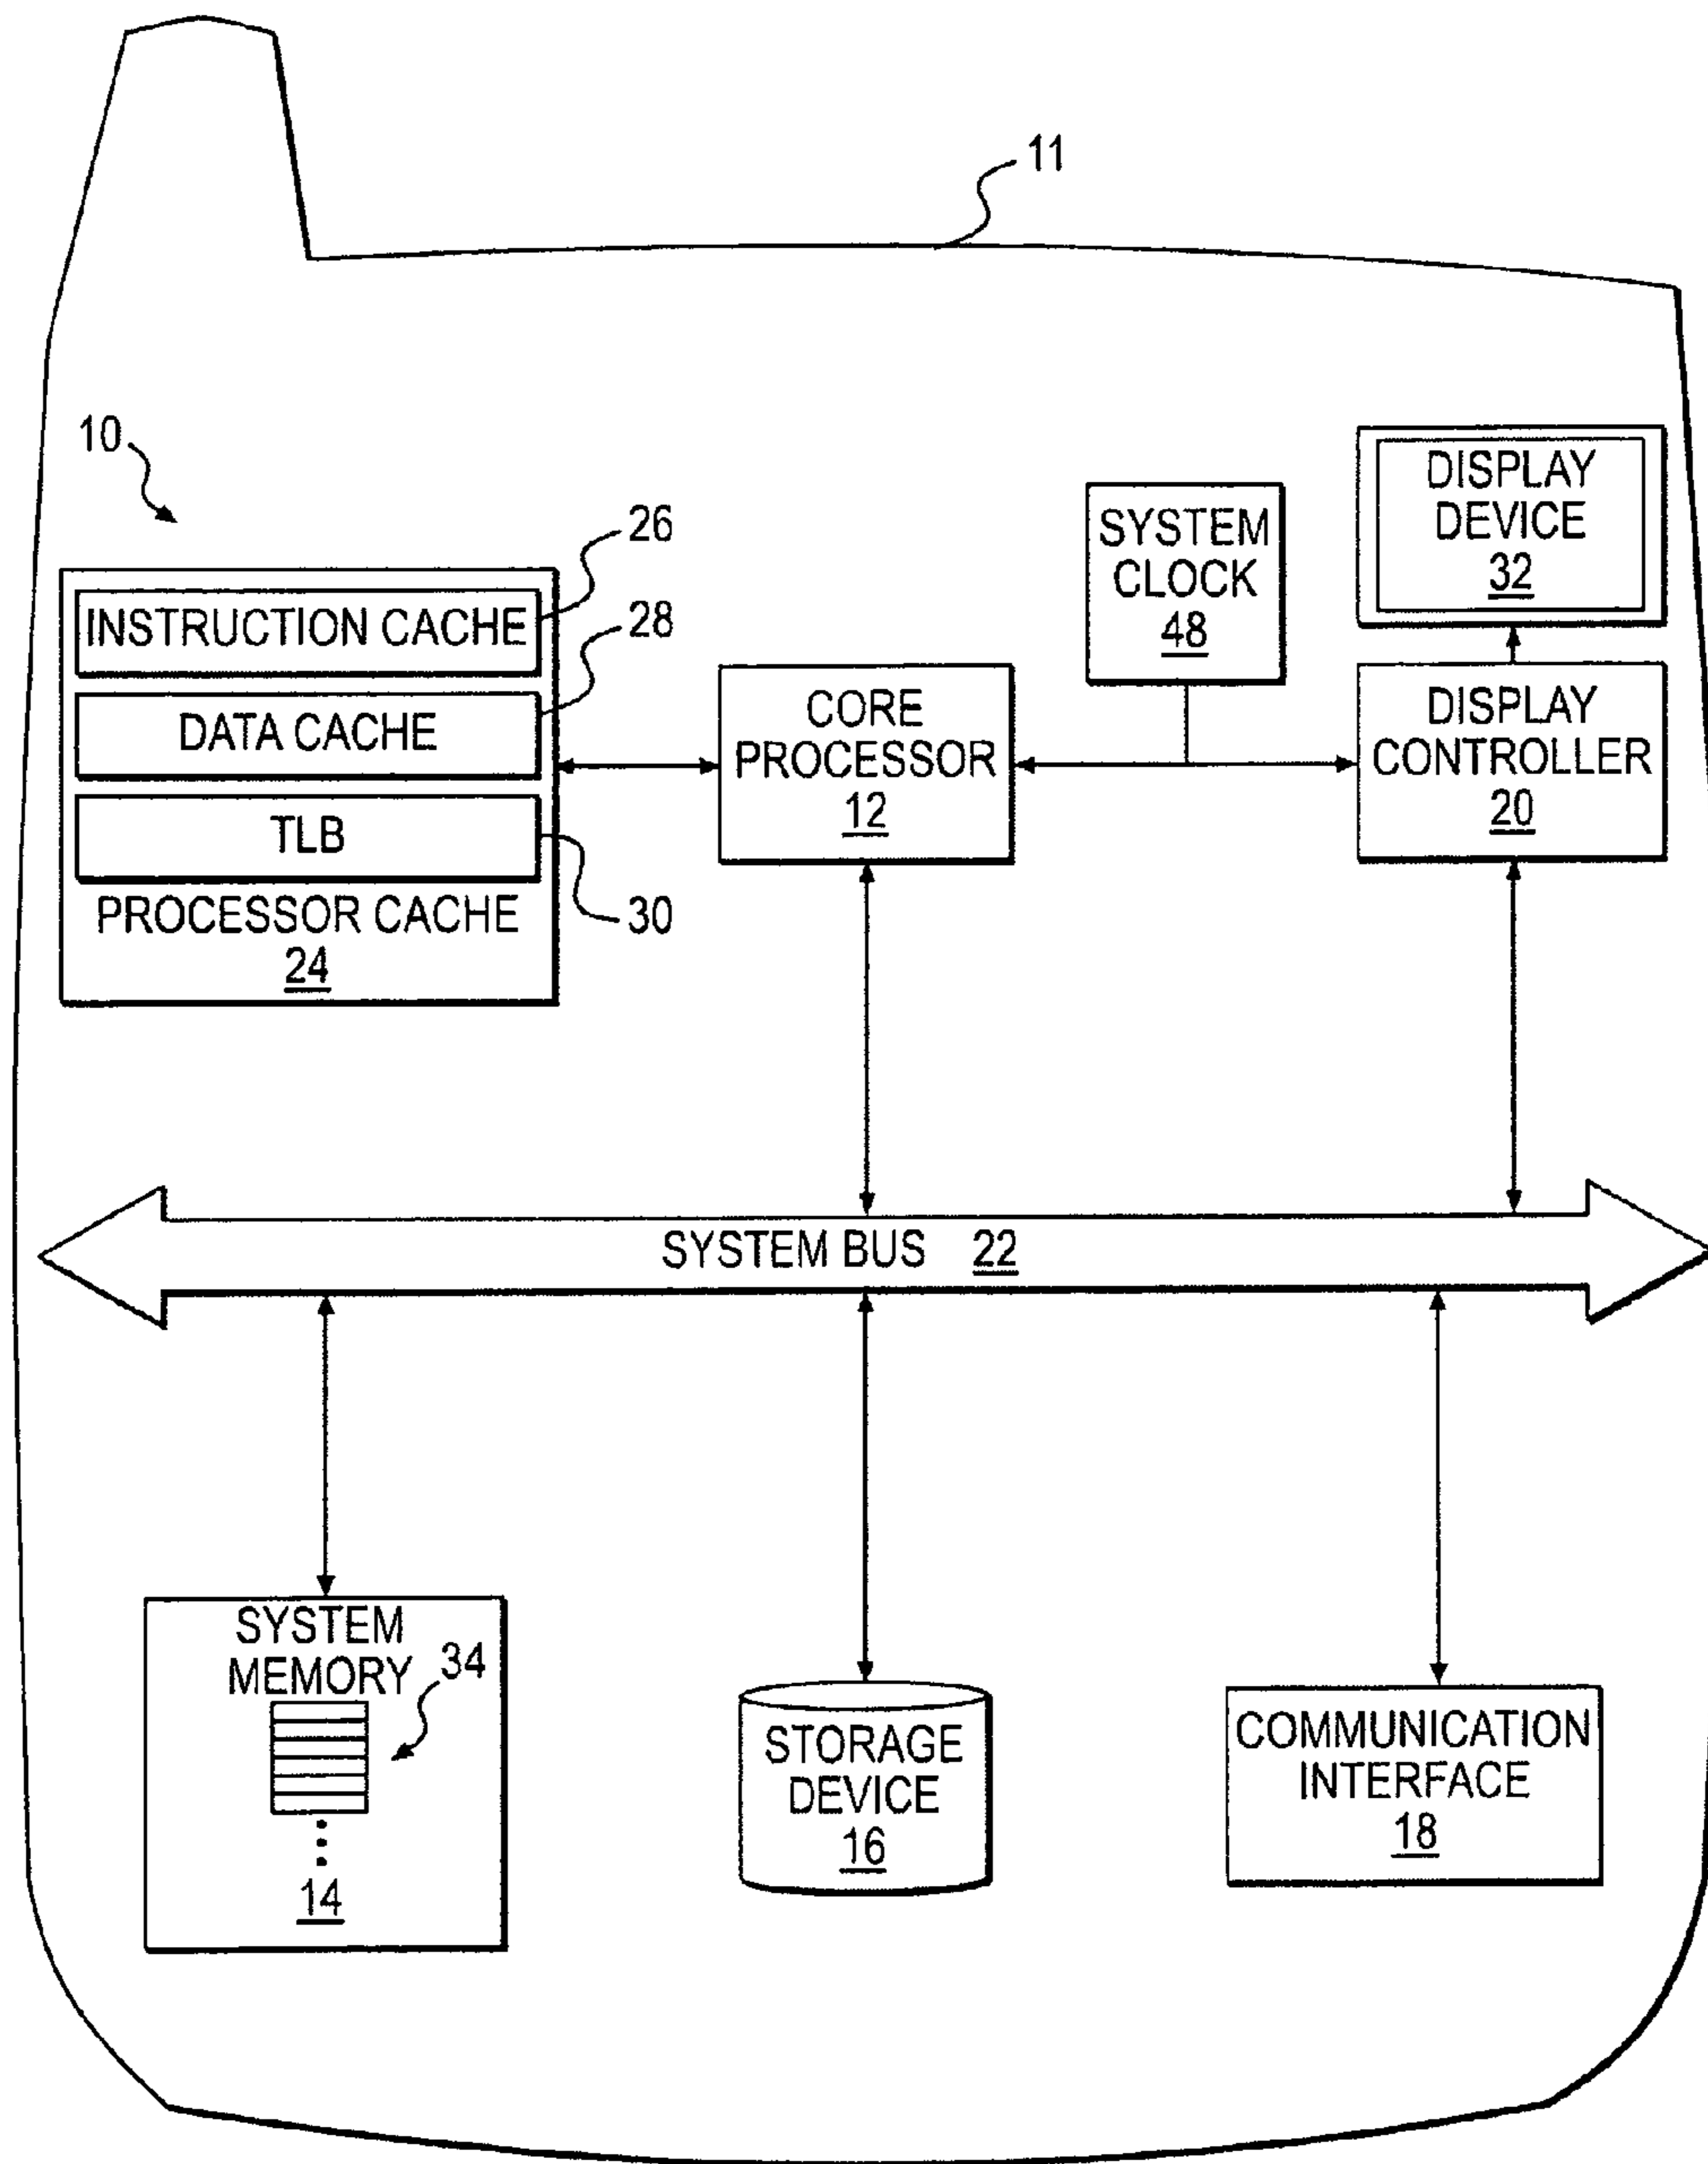 11
10
INSTRUCTION CACHE
26
DATA CACHE
28
TLB
30
PROCESSOR CACHE
24
CORE
PROCESSOR
12
SYSTEM
CLOCK
48
DISPLAY
DEVICE
32
DISPLAY
CONTROLLER
20
SYSTEM BUS 22
SYSTEM
MEMORY
34
14
STORAGE
DEVICE
16
COMMUNICATION
INTERFACE
18